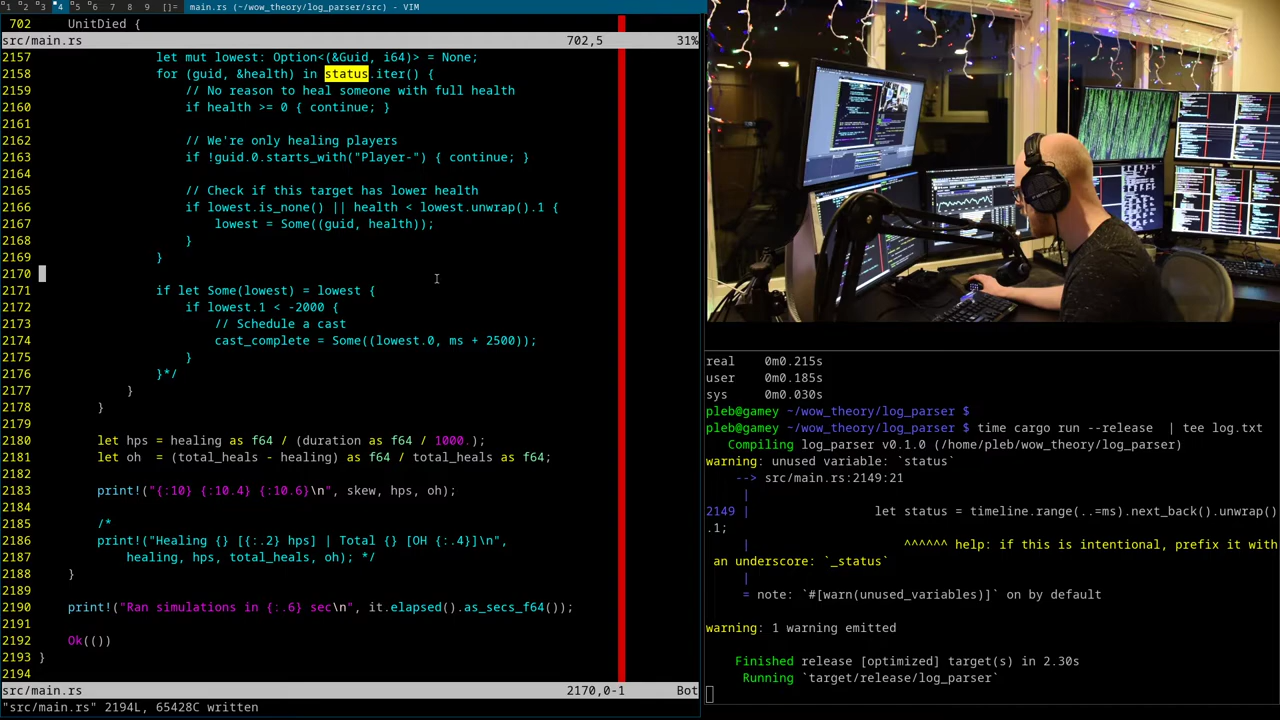 1 2 3 4 5 6 7 8 9 []= main.rs (~/wow_theory/log_parser/src) - VIM
702 UnitDied {
src/main.rs 702,5 31%
2157 let mut lowest: Option<(&Guid, i64)> = None;
2158 for (guid, &health) in status.iter() {
2159 // No reason to heal someone with full health
2160 if health >= 0 { continue; }
2161
2162 // We're only healing players
2163 if !guid.0.starts_with("Player-") { continue; }
2164
2165 // Check if this target has lower health
2166 if lowest.is_none() || health < lowest.unwrap().1 {
2167 lowest = Some((guid, health));
2168 }
2169 }
2170
2171 if let Some(lowest) = lowest {
2172 if lowest.1 < -2000 {
2173 // Schedule a cast
2174 cast_complete = Some((lowest.0, ms + 2500));
2175 }
2176 }*/
2177 }
2178 }
2179
2180 let hps = healing as f64 / (duration as f64 / 1000.);
2181 let oh  = (total_heals - healing) as f64 / total_heals as f64;
2182
2183 print!("{:10} {:10.4} {:10.6}\n", skew, hps, oh);
2184
2185 /*
2186 print!("Healing {} [{:.2} hps] | Total {} [OH {:.4}]\n",
2187 healing, hps, total_heals, oh); */
2188 }
2189
2190 print!("Ran simulations in {:.6} sec\n", it.elapsed().as_secs_f64());
2191
2192 Ok(())
2193 }
2194
src/main.rs 2170,0-1 Bot
"src/main.rs" 2194L, 65428C written
real 0m0.215s
user 0m0.185s
sys 0m0.030s
pleb@gamey ~/wow_theory/log_parser $
pleb@gamey ~/wow_theory/log_parser $ time cargo run --release  | tee log.txt
Compiling log_parser v0.1.0 (/home/pleb/wow_theory/log_parser)
warning: unused variable: `status`
--> src/main.rs:2149:21
|
2149 | let status = timeline.range(..=ms).next_back().unwrap()
.1;
| ^^^^^^ help: if this is intentional, prefix it with
an underscore: `_status`
|
= note: `#[warn(unused_variables)]` on by default
warning: 1 warning emitted
Finished release [optimized] target(s) in 2.30s
Running `target/release/log_parser`